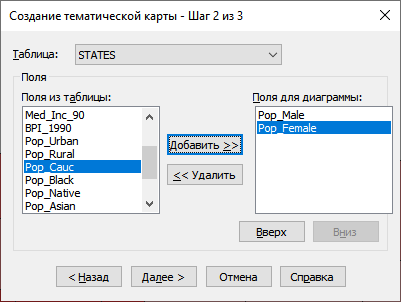 Создание тематической карты - Шаг 2 из 3
Таблица: STATES
Поля
Поля из таблицы:
Med_Inc_90
BPI_1990
Pop_Urban
Pop_Rural
Pop_Cauc
Pop_Black
Pop_Native
Pop_Asian
Добавить >>
<< Удалить
Поля для диаграммы:
Pop_Male
Pop_Female
Вверх
Вниз
< Назад
Далее >
Отмена
Справка